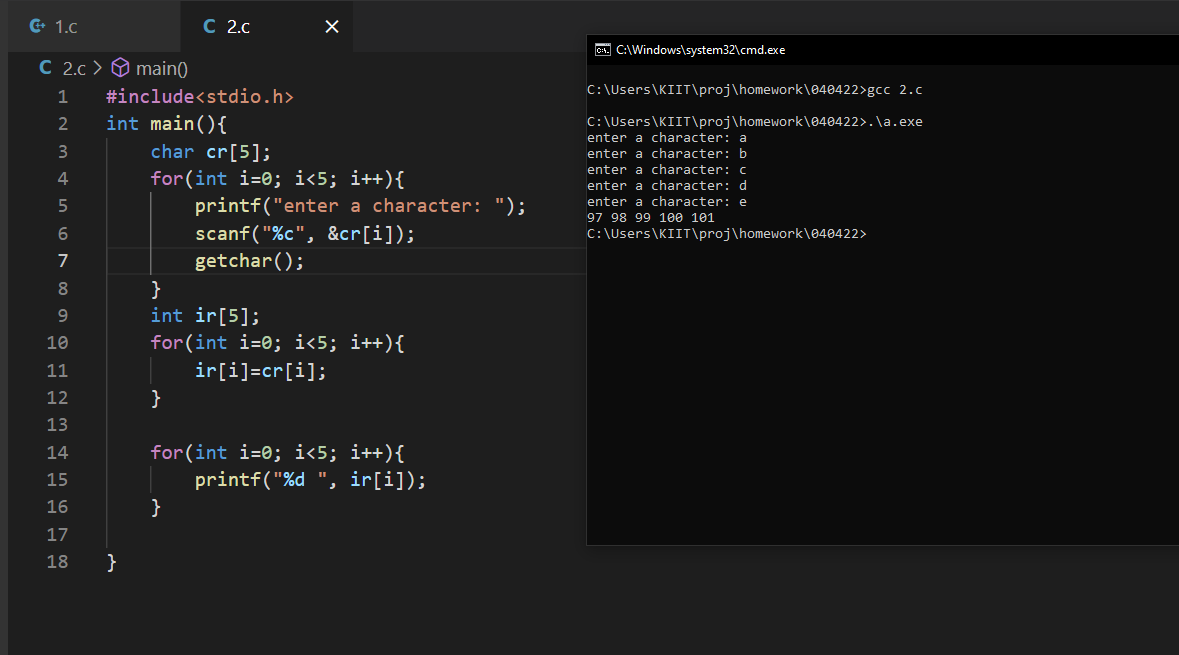 1.c
2.c
2.c > main()
1 #include<stdio.h>
2 int main(){
3     char cr[5];
4     for(int i=0; i<5; i++){
5         printf("enter a character: ");
6         scanf("%c", &cr[i]);
7         getchar();
8     }
9     int ir[5];
10     for(int i=0; i<5; i++){
11         ir[i]=cr[i];
12     }
13
14     for(int i=0; i<5; i++){
15         printf("%d ", ir[i]);
16     }
17
18 }
C:\Windows\system32\cmd.exe
C:\Users\KIIT\proj\homework\040422>gcc 2.c
C:\Users\KIIT\proj\homework\040422>.\a.exe
enter a character: a
enter a character: b
enter a character: c
enter a character: d
enter a character: e
97 98 99 100 101
C:\Users\KIIT\proj\homework\040422>